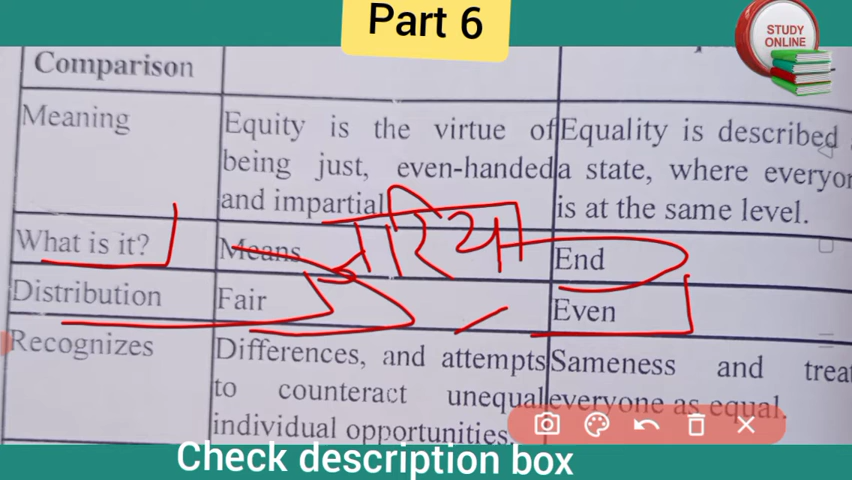 Part 6
STUDY
ONLINE
Comparison
Meaning
Equity is the virtue of
being just, even-handed
and impartial
Equality is described
a state, where everyor
is at the same level.
What is it?
Means
End
Distribution
Fair
Even
Recognizes
Differences, and attempts
to counteract unequal
individual opportunities.
Sameness and treat
everyone as equal.
Check description box